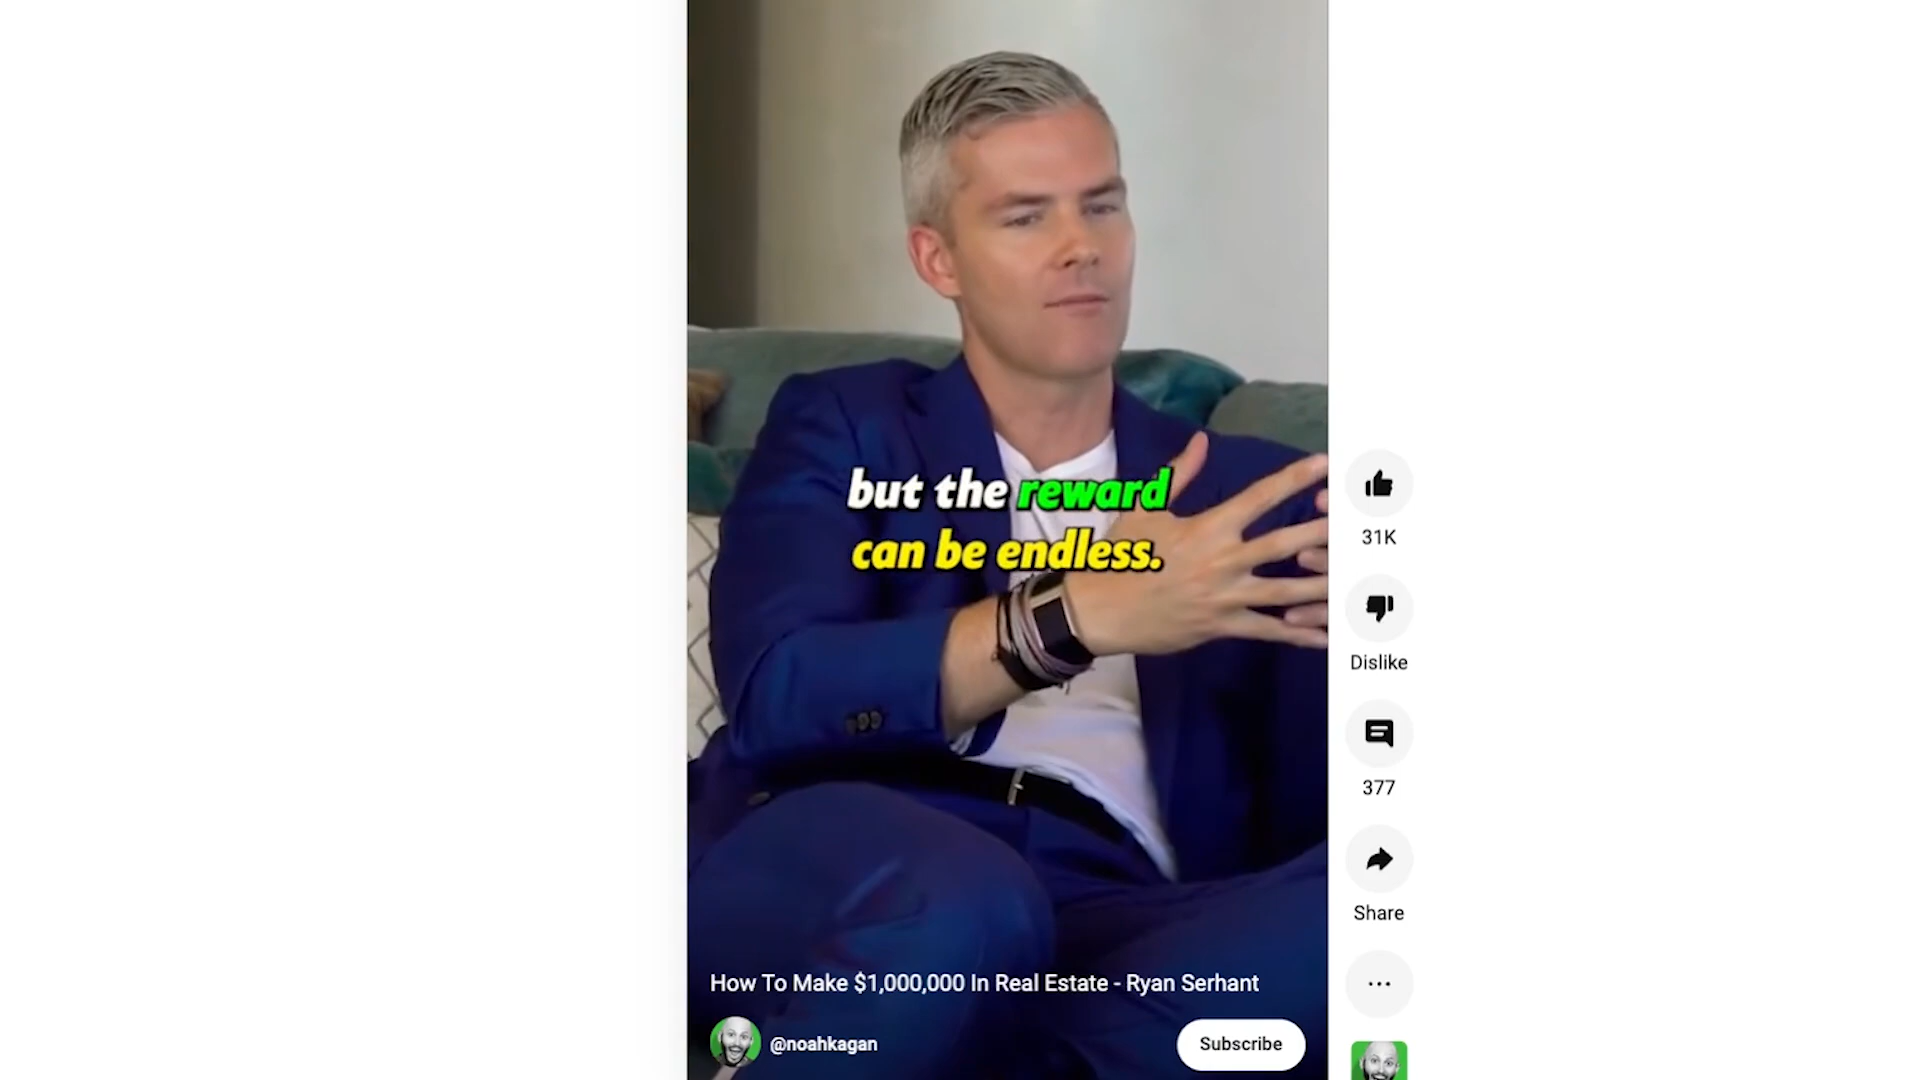 but the reward
can be endless.
31K
Dislike
377
Share
How To Make $1,000,000 In Real Estate - Ryan Serhant
@noahkagan
Subscribe